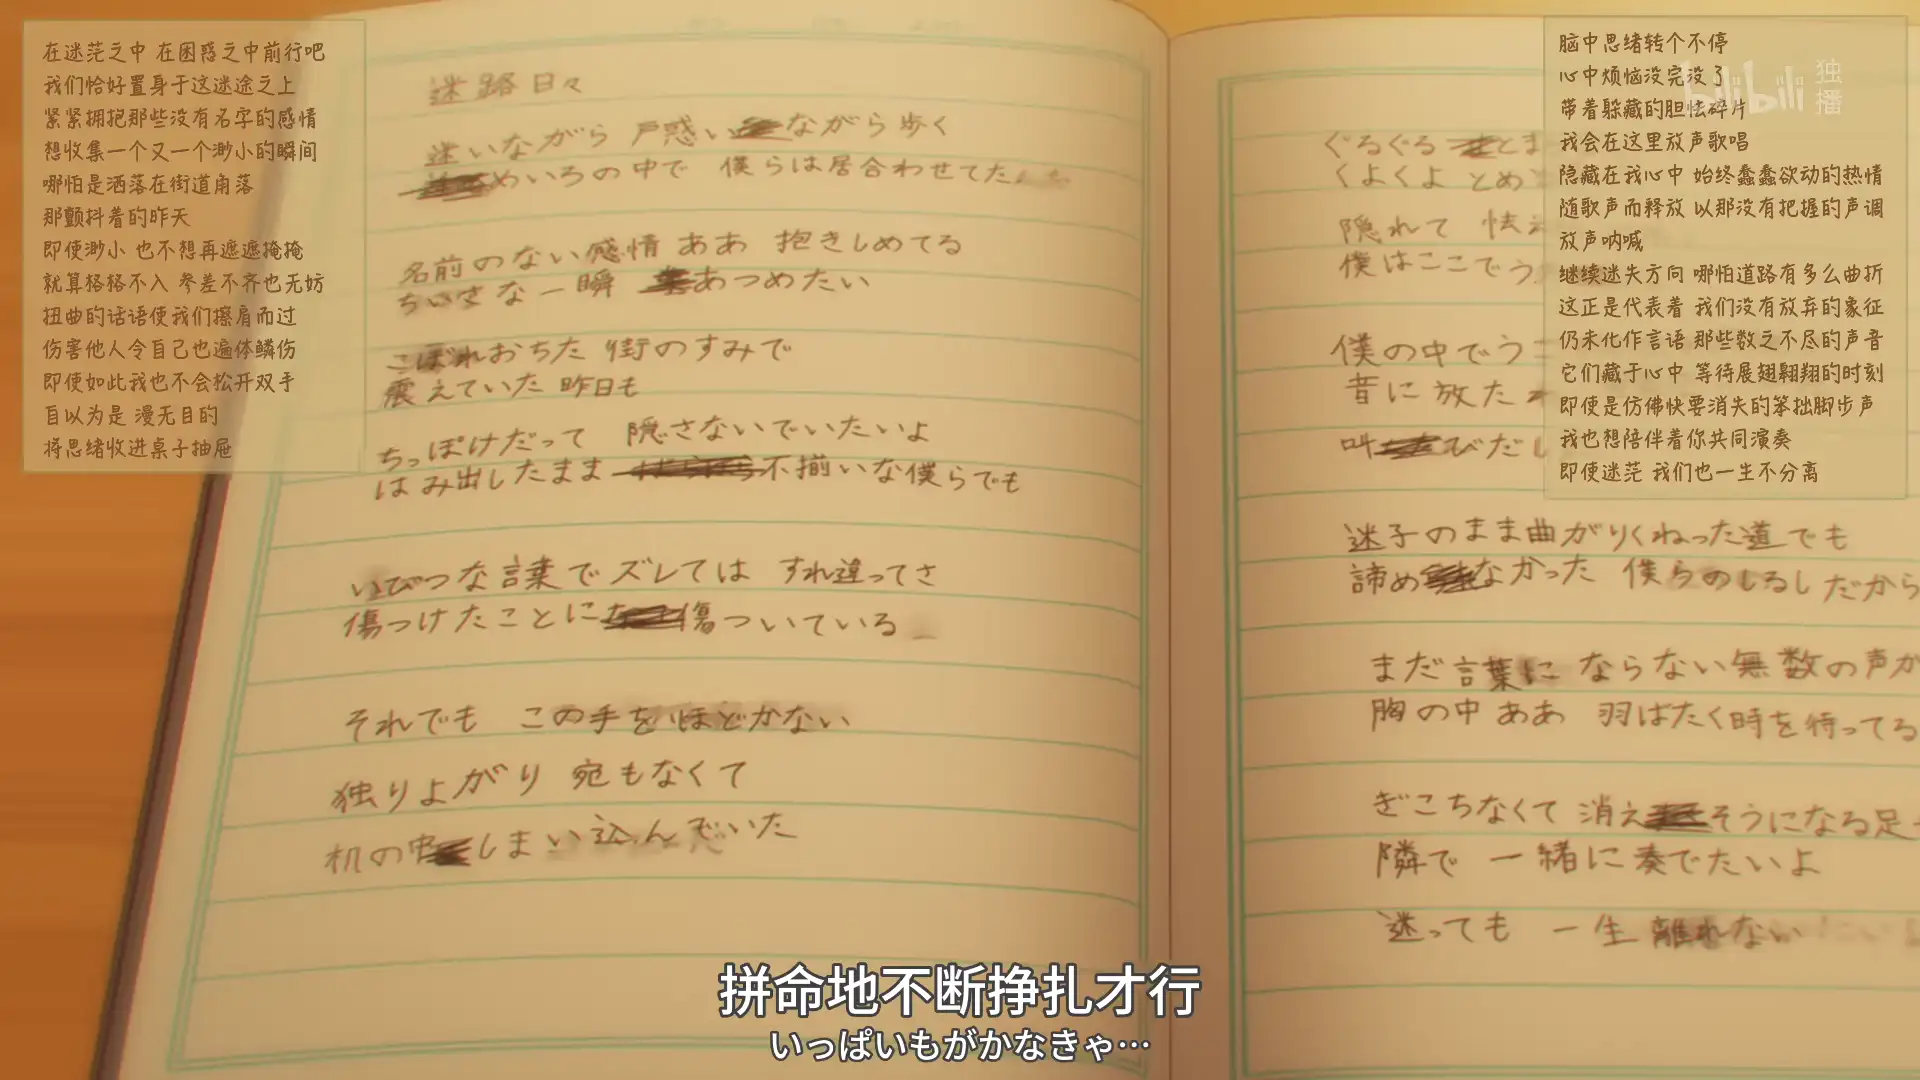 在迷茫之中 在困惑之中前行吧
我们恰好置身于这迷途之上
紧紧拥抱那些没有名字的感情
想收集一个又一个渺小的瞬间
哪怕是洒落在街道角落
那颤抖着的昨天
即使渺小 也不想再遮遮掩掩
就算格格不入 参差不齐也无妨
扭曲的话语使我们擦肩而过
伤害他人令自己也遍体鳞伤
即使如此我也不会松开双手
自以为是 漫无目的
将思绪收进桌子抽屉
迷路日々
迷いながら 戸惑いながら歩く
めいろの中で 僕らは居合わせてた
名前のない感情 ああ 抱きしめてる
ちいさな一瞬 あつめたい
こぼれおちた 街のすみで
震えていた 昨日も
ちっぽけだって 隠さないでいたいよ
はみ出したまま 不揃いな僕らでも
いびつな言葉でズレては すれ違ってさ
傷つけたことに傷ついている
それでも この手をほどかない
独りよがり 宛もなくて
机の中しまい込んでいた
脑中思绪转个不停
心中烦恼没完没了
带着躲藏的胆怯碎片
我会在这里放声歌唱
隐藏在我心中 始终蠢蠢欲动的热情
随歌声而释放 以那没有把握的声调
放声呐喊
继续迷失方向 哪怕道路有多么曲折
这正是代表着 我们没有放弃的象征
仍未化作言语 那些数之不尽的声音
它们藏于心中 等待展翅翱翔的时刻
即使是仿佛快要消失的笨拙脚步声
我也想陪伴着你共同演奏
即使迷茫 我们也一生不分离
bilibili 独播
ぐるぐる とま
くよくよ とめ
隠れて 怯え
僕はここでう
僕の中でう
音に放た
叫びだし
迷子のまま曲がりくねった道でも
諦めなかった 僕らのしるしだから
まだ言葉に ならない無数の声が
胸の中 ああ 羽ばたく時を待ってる
ぎこちなくて 消えそうになる足
隣で 一緒に奏でたいよ
迷っても 一生 離れない
拼命地不断挣扎才行
いっぱいもがかなきゃ…